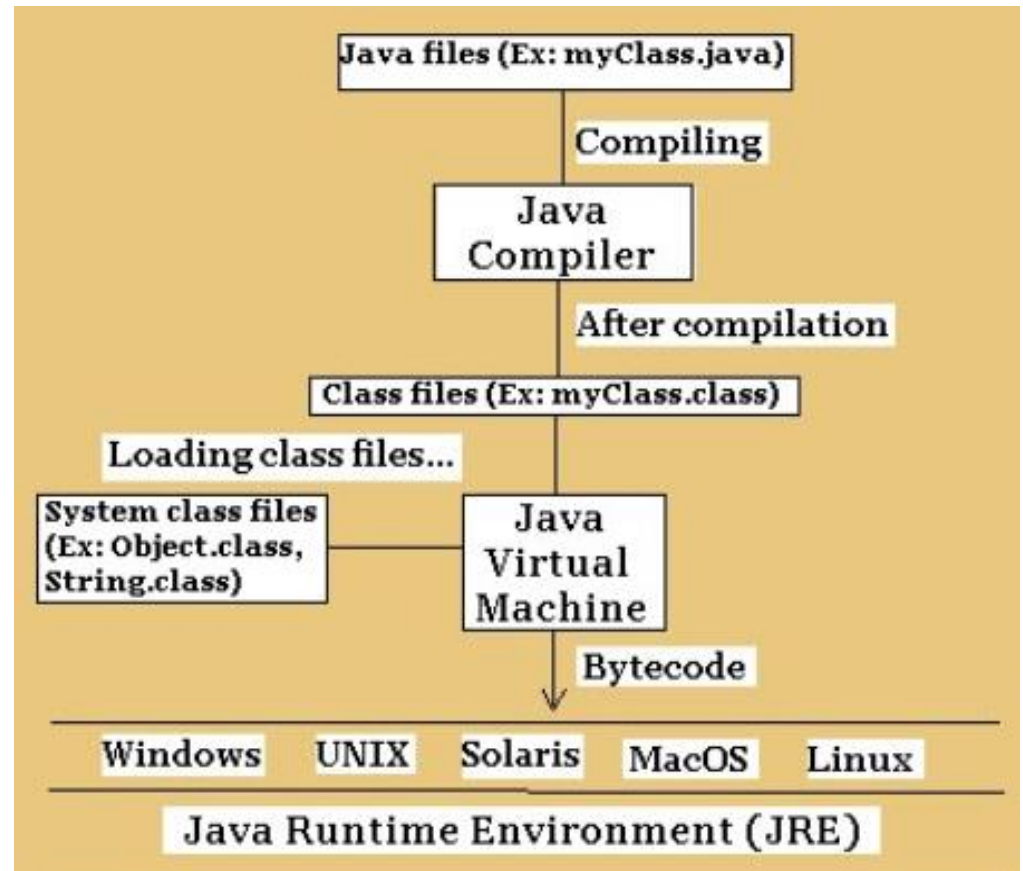 Java files (Ex: myClass.java)
Compiling
Java
Compiler
After compilation
Class files (Ex: myClass.class)
Loading class files...
System class files
(Ex: Object.class,
String.class)
Java
Virtual
Machine
Bytecode
Windows UNIX Solaris MacOS Linux
Java Runtime Environment (JRE)